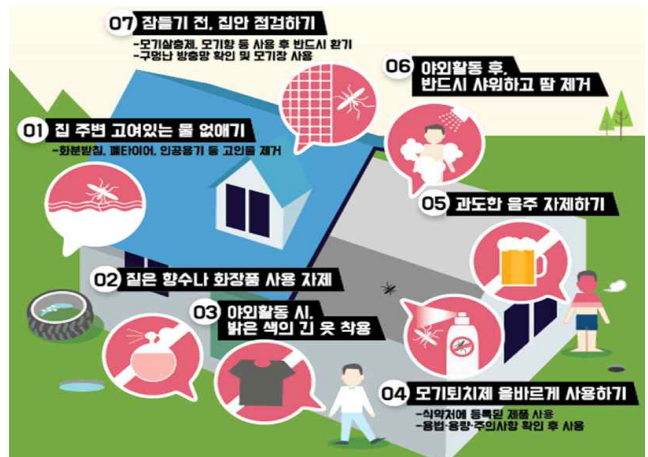 01 집 주변 고여있는 물 없애기
-화분받침, 폐타이어, 인공용기 등 고인물 제거
02 짙은 향수나 화장품 사용 자제
03 야외활동 시,
밝은 색의 긴 옷 착용
04 모기퇴치제 올바르게 사용하기
-식약처에 등록된 제품 사용
-용법·용량·주의사항 확인 후 사용
05 과도한 음주 자제하기
06 야외활동 후,
반드시 샤워하고 땀 제거
07 잠들기 전, 집안 점검하기
-모기살충제, 모기향 등 사용 후 반드시 환기
-구멍난 방충망 확인 및 모기장 사용